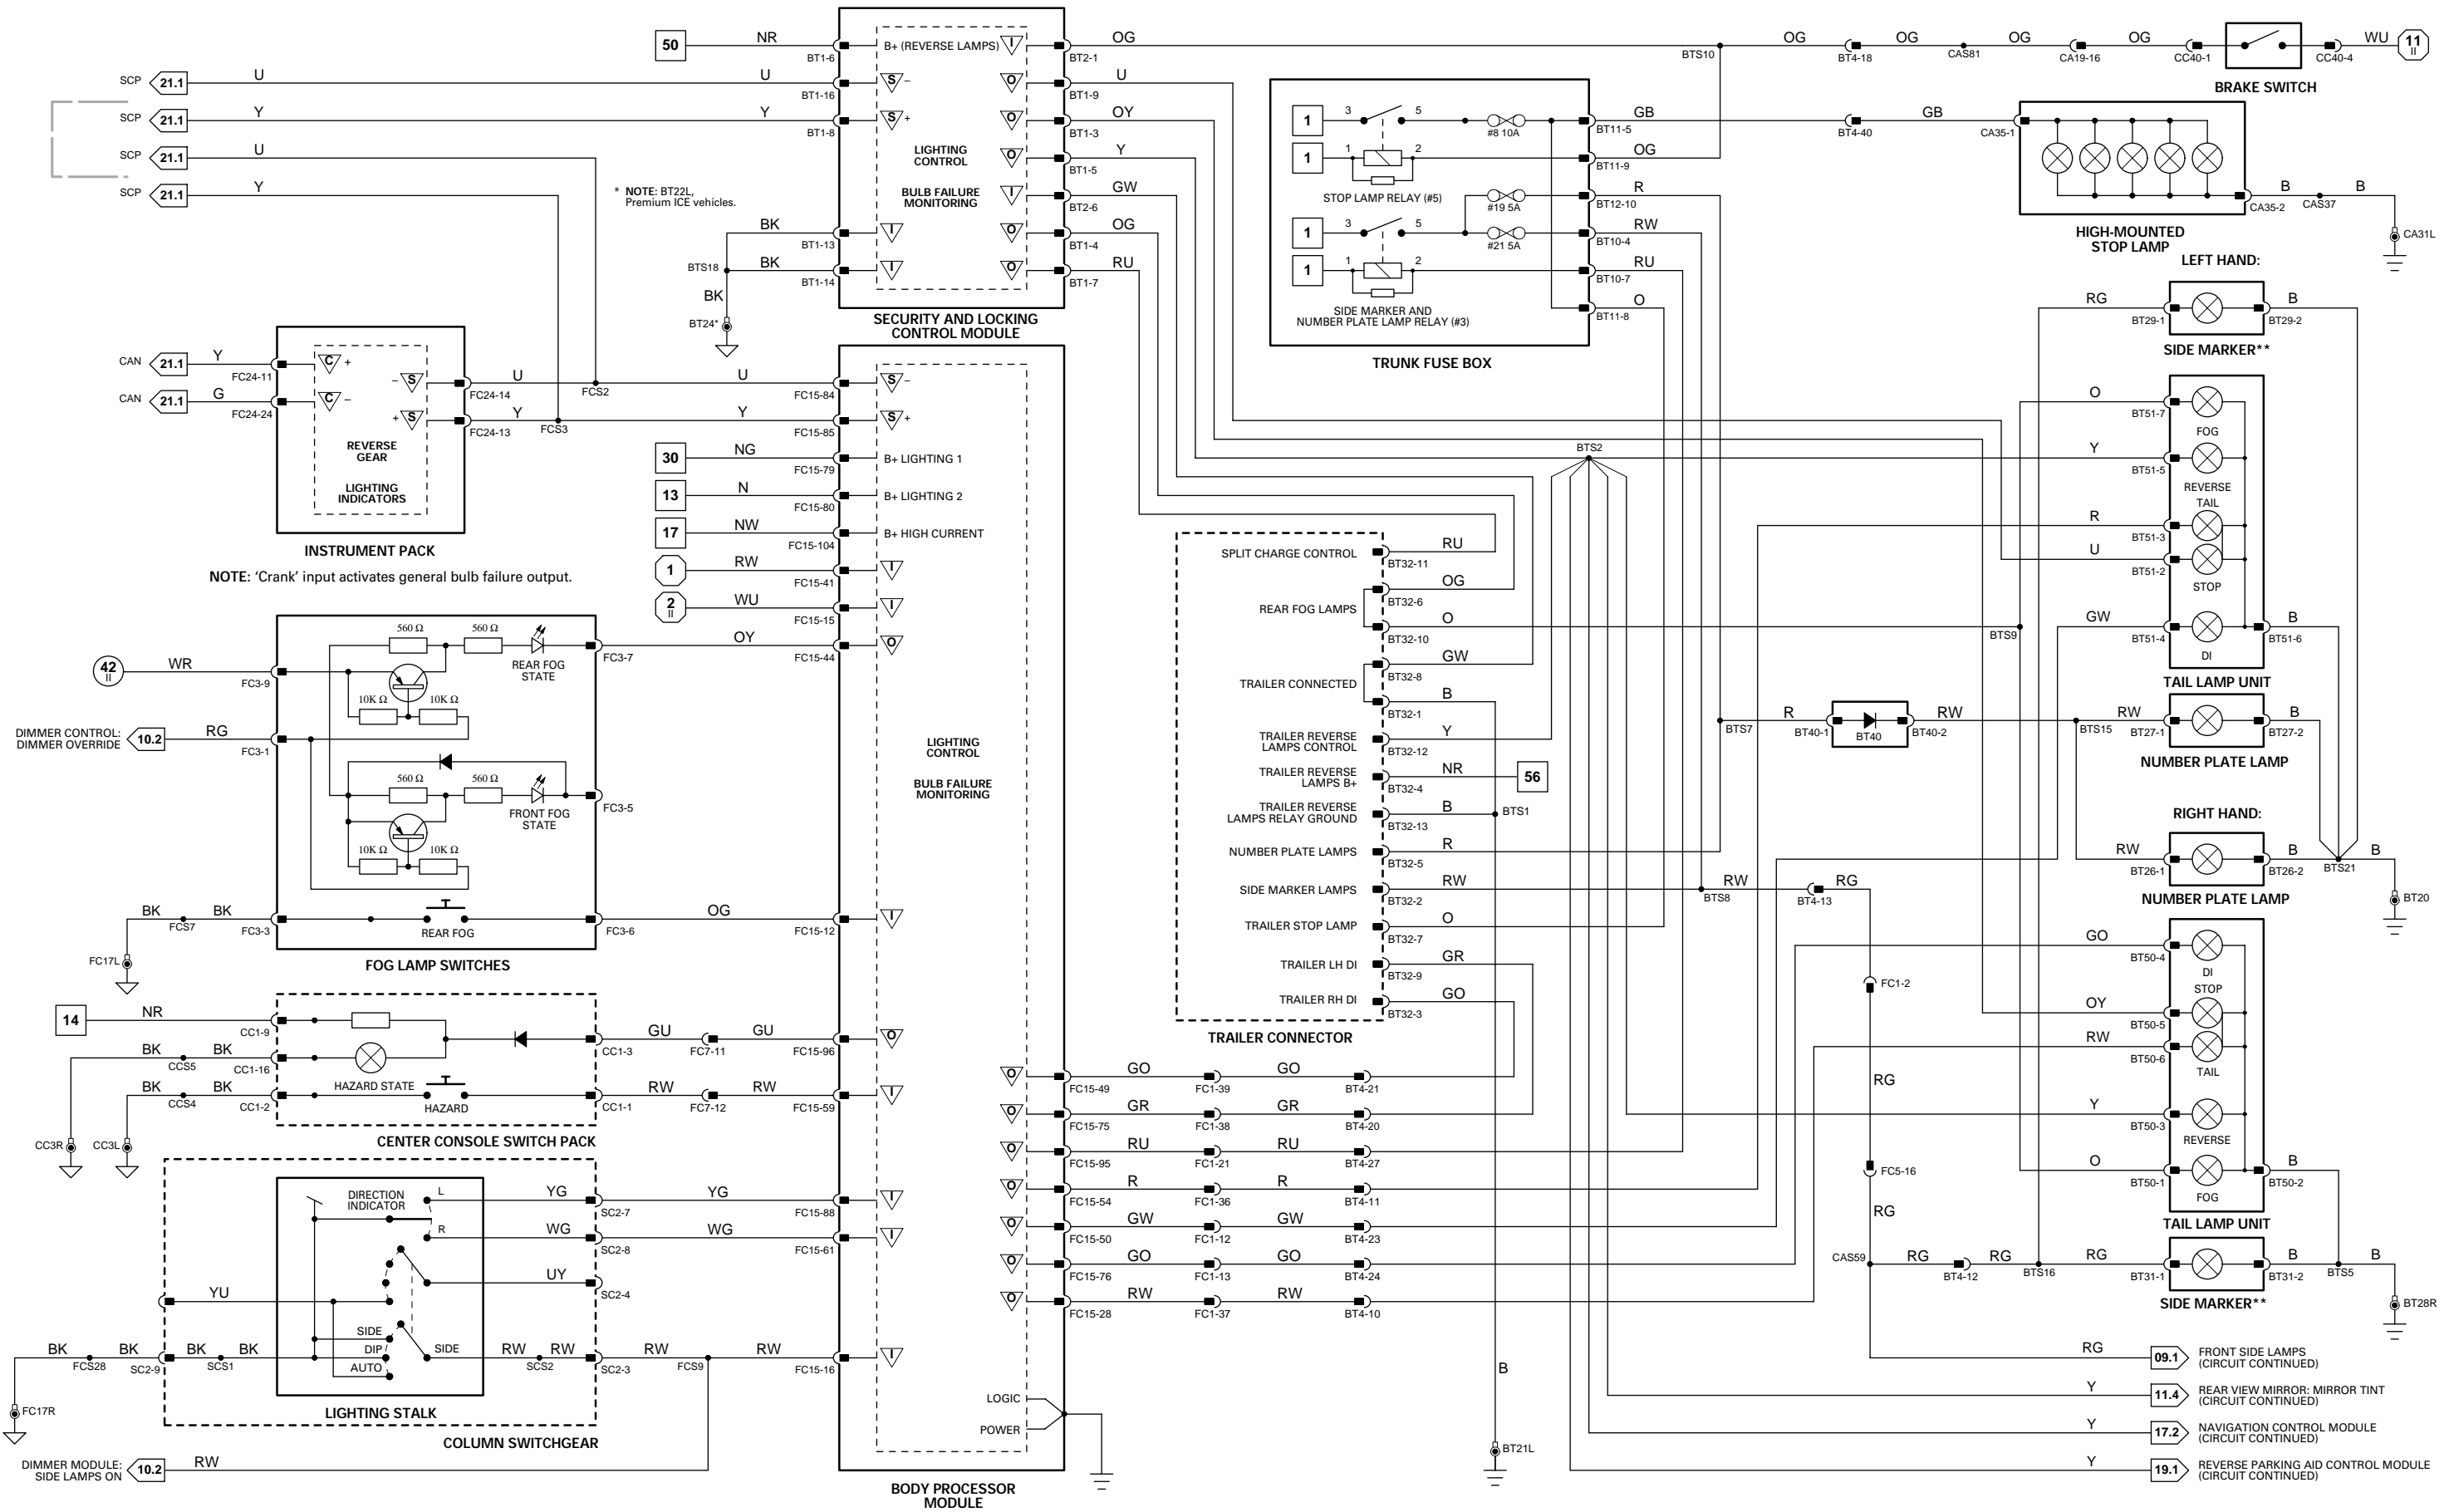 50
NR
BT1-6
B+ (REVERSE LAMPS)
I
BT2-1
OG
BTS10
OG
BT4-18
OG
CAS81
OG
CA19-16
OG
CC40-1
CC40-4
WU
11
II
BRAKE SWITCH
SCP
21.1
U
U
BT1-16
S
–
O
BT1-9
U
SCP
21.1
Y
Y
BT1-8
S
+
O
BT1-3
OY
SCP
21.1
U
LIGHTING
CONTROL
O
BT1-5
Y
SCP
21.1
Y
* NOTE: BT22L,
Premium ICE vehicles.
BULB FAILURE
MONITORING
I
BT2-6
GW
BK
BT1-13
I
O
BT1-4
OG
BTS18
BK
BT1-14
I
O
BT1-7
RU
BK
BT24*
SECURITY AND LOCKING
CONTROL MODULE
1
3
5
#8 10A
BT11-5
GB
BT4-40
GB
CA35-1
1
1
2
BT11-9
OG
STOP LAMP RELAY (#5)
#19 5A
BT12-10
R
1
3
5
#21 5A
BT10-4
RW
1
1
2
BT10-7
RU
SIDE MARKER AND
NUMBER PLATE LAMP RELAY (#3)
BT11-8
O
TRUNK FUSE BOX
CA35-2
B
CAS37
B
CA31L
HIGH-MOUNTED
STOP LAMP
LEFT HAND:
RG
BT29-1
B
BT29-2
SIDE MARKER**
CAN
21.1
Y
FC24-11
C
+
CAN
21.1
G
FC24-24
C
–
–
S
FC24-14
U
FCS2
U
FC15-84
S
–
+
S
FC24-13
Y
FCS3
Y
FC15-85
S
+
REVERSE
GEAR
LIGHTING
INDICATORS
INSTRUMENT PACK
NOTE: ‘Crank’ input activates general bulb failure output.
30
NG
FC15-79
B+ LIGHTING 1
13
N
FC15-80
B+ LIGHTING 2
17
NW
FC15-104
B+ HIGH CURRENT
1
RW
FC15-41
I
2
II
WU
FC15-15
I
OY
FC15-44
O
LIGHTING
CONTROL
BULB FAILURE
MONITORING
42
II
WR
FC3-9
560 Ω
560 Ω
REAR FOG
STATE
FC3-7
10K Ω
10K Ω
DIMMER CONTROL:
DIMMER OVERRIDE
10.2
RG
FC3-1
560 Ω
560 Ω
FRONT FOG
STATE
FC3-5
10K Ω
10K Ω
BK
FCS7
BK
FC3-3
REAR FOG
FC3-6
OG
FC15-12
I
FC17L
FOG LAMP SWITCHES
14
NR
CC1-9
CC1-3
GU
FC7-11
GU
FC15-96
O
BK
CCS5
BK
CC1-16
HAZARD STATE
BK
CCS4
BK
CC1-2
HAZARD
CC1-1
RW
FC7-12
RW
FC15-59
I
CC3R
CC3L
CENTER CONSOLE SWITCH PACK
DIRECTION
INDICATOR
L
YG
SC2-7
YG
FC15-88
I
R
WG
SC2-8
WG
FC15-61
I
UY
SC2-4
YU
SIDE
DIP
AUTO
SIDE
BK
FCS28
BK
SC2-9
BK
SCS1
BK
RW
SCS2
RW
SC2-3
RW
FCS9
RW
FC15-16
I
FC17R
LIGHTING STALK
COLUMN SWITCHGEAR
DIMMER MODULE:
SIDE LAMPS ON
10.2
RW
LOGIC
POWER
BODY PROCESSOR
MODULE
SPLIT CHARGE CONTROL
BT32-11
RU
REAR FOG LAMPS
BT32-6
OG
BT32-10
O
BTS9
TRAILER CONNECTED
BT32-8
GW
BT32-1
B
TRAILER REVERSE
LAMPS CONTROL
BT32-12
Y
TRAILER REVERSE
LAMPS B+
BT32-4
NR
56
TRAILER REVERSE
LAMPS RELAY GROUND
BT32-13
B
BTS1
NUMBER PLATE LAMPS
BT32-5
R
SIDE MARKER LAMPS
BT32-2
RW
BTS8
RW
BT4-13
RG
TRAILER STOP LAMP
BT32-7
O
TRAILER LH DI
BT32-9
GR
TRAILER RH DI
BT32-3
GO
TRAILER CONNECTOR
BTS2
O
FC15-49
GO
FC1-39
GO
BT4-21
O
FC15-75
GR
FC1-38
GR
BT4-20
O
FC15-95
RU
FC1-21
RU
BT4-27
O
FC15-54
R
FC1-36
R
BT4-11
O
FC15-50
GW
FC1-12
GW
BT4-23
O
FC15-76
GO
FC1-13
GO
BT4-24
O
FC15-28
RW
FC1-37
RW
BT4-10
B
BT21L
O
BT51-7
FOG
Y
BT51-5
REVERSE
TAIL
R
BT51-3
U
BT51-2
STOP
GW
BT51-4
DI
B
BT51-6
TAIL LAMP UNIT
BTS7
R
BT40-1
BT40
BT40-2
RW
BTS15
RW
BT27-1
B
BT27-2
NUMBER PLATE LAMP
RIGHT HAND:
RW
BT26-1
B
BT26-2
BTS21
B
BT20
NUMBER PLATE LAMP
FC1-2
RG
FC5-16
RG
GO
BT50-4
DI
STOP
OY
BT50-5
RW
BT50-6
TAIL
Y
BT50-3
REVERSE
O
BT50-1
FOG
B
BT50-2
TAIL LAMP UNIT
CAS59
RG
BT4-12
RG
BTS16
RG
BT31-1
B
BT31-2
BTS5
B
BT28R
SIDE MARKER**
RG
09.1
FRONT SIDE LAMPS
(CIRCUIT CONTINUED)
Y
11.4
REAR VIEW MIRROR: MIRROR TINT
(CIRCUIT CONTINUED)
Y
17.2
NAVIGATION CONTROL MODULE
(CIRCUIT CONTINUED)
Y
19.1
REVERSE PARKING AID CONTROL MODULE
(CIRCUIT CONTINUED)